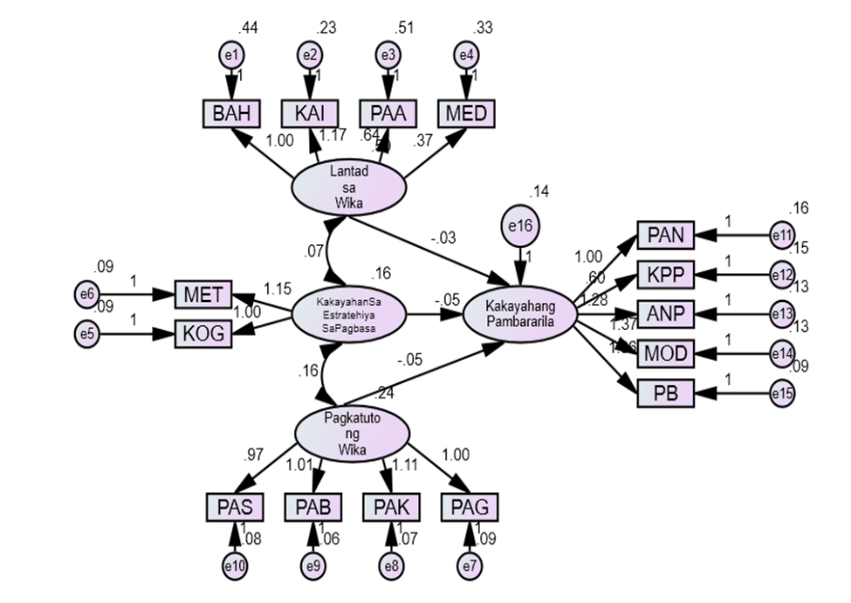 .44 .23 .51 .33
e1 e2 e3 e4
1 1 1 1
BAH KAI PAA MED
1.00 1.17 .64 .37
Lantad
sa
Wika
.14
e16
1
-.03
.07
.16
KakayahanSa
Estratehiya
SaPagbasa
-.05
Kakayahang
Pambararila
.09
e6 1 MET 1.15
.09
e5 1 KOG 1.00
.16
-.05
.24
Pagkatuto
ng
Wika
1.00 PAN 1 e11 .16
.60 KPP 1 e12 .15
1.28 ANP 1 e13 .13
1.37 MOD 1 e14 .13
PB 1 e15 .09
.97 1.01 1.11 1.00
PAS PAB PAK PAG
1 1 1 1
.08 .06 .07 .09
e10 e9 e8 e7